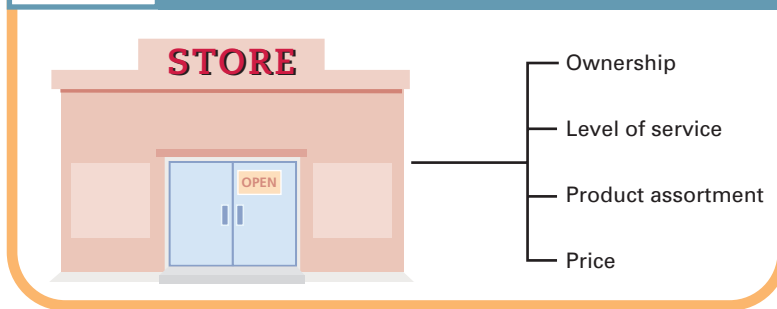 STORE
OPEN
Ownership
Level of service
Product assortment
Price